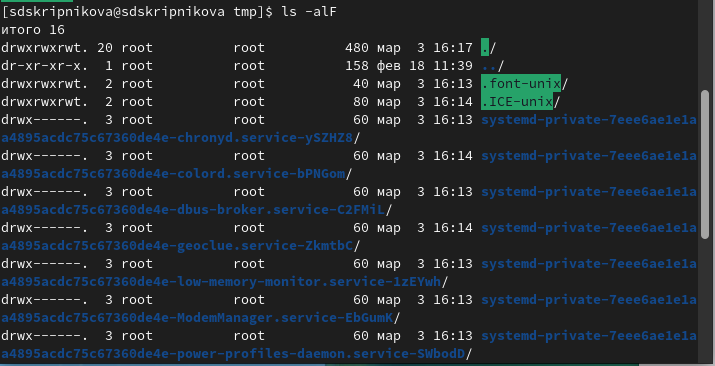 [sdskripnikova@sdskripnikova tmp]$ ls -alF
итого 16
drwxrwxrwt. 20 root          root          480 мар  3 16:17 ./
dr-xr-xr-x.  1 root          root          158 фев 18 11:39 ../
drwxrwxrwt.  2 root          root           40 мар  3 16:13 .font-unix/
drwxrwxrwt.  2 root          root           80 мар  3 16:14 .ICE-unix/
drwx------.  3 root          root           60 мар  3 16:13 systemd-private-7eee6ae1e1a
a4895acdc75c67360de4e-chronyd.service-ySZHZ8/
drwx------.  3 root          root           60 мар  3 16:14 systemd-private-7eee6ae1e1a
a4895acdc75c67360de4e-colord.service-bPNGom/
drwx------.  3 root          root           60 мар  3 16:13 systemd-private-7eee6ae1e1a
a4895acdc75c67360de4e-dbus-broker.service-C2FMiL/
drwx------.  3 root          root           60 мар  3 16:14 systemd-private-7eee6ae1e1a
a4895acdc75c67360de4e-geoclue.service-ZkmtbC/
drwx------.  3 root          root           60 мар  3 16:13 systemd-private-7eee6ae1e1a
a4895acdc75c67360de4e-low-memory-monitor.service-1zEYwh/
drwx------.  3 root          root           60 мар  3 16:13 systemd-private-7eee6ae1e1a
a4895acdc75c67360de4e-ModemManager.service-EbGumK/
drwx------.  3 root          root           60 мар  3 16:13 systemd-private-7eee6ae1e1a
a4895acdc75c67360de4e-power-profiles-daemon.service-SWbodD/